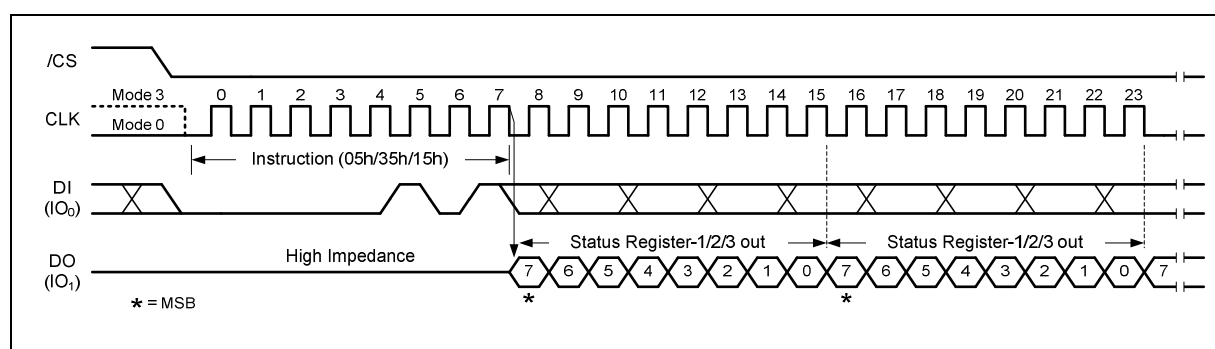 /CS
Mode 3
0 1 2 3 4 5 6 7 8 9 10 11 12 13 14 15 16 17 18 19 20 21 22 23
CLK
Mode 0
Instruction (05h/35h/15h)
DI
(IO₀)
Status Register-1/2/3 out Status Register-1/2/3 out
High Impedance
DO
(IO₁)
7 6 5 4 3 2 1 0 7 6 5 4 3 2 1 0 7
* *
* = MSB